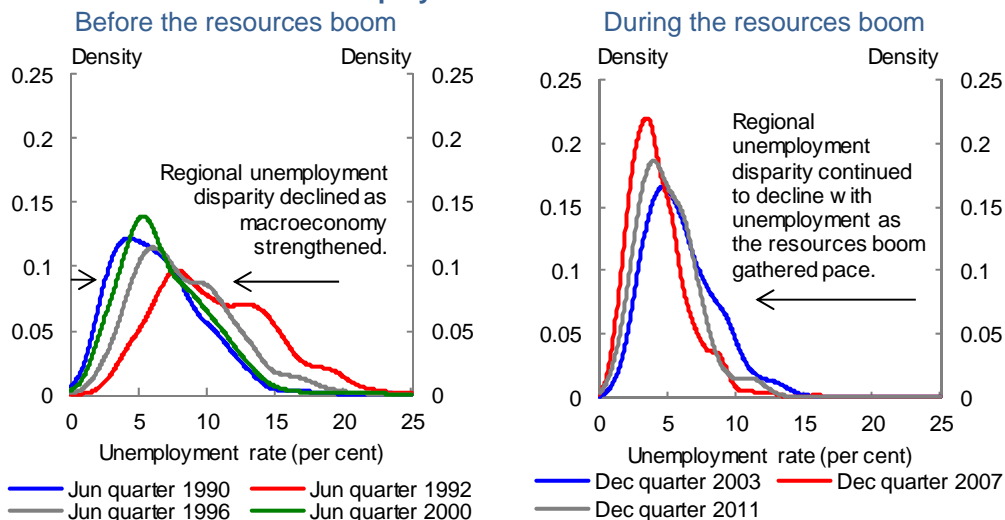 Before the resources boom
Density
Density
0.25
0.2
0.15
0.1
0.05
0
0.25
0.2
0.15
0.1
0.05
0
Regional unemployment
disparity declined as
macroeconomy
strengthened.
0
5
10
15
20
25
Unemployment rate (per cent)
Jun quarter 1990
Jun quarter 1992
Jun quarter 1996
Jun quarter 2000
During the resources boom
Density
Density
0.25
0.2
0.15
0.1
0.05
0
0.25
0.2
0.15
0.1
0.05
0
Regional
unemployment
disparity continued
to decline with
unemployment as
the resources boom
gathered pace.
0
5
10
15
20
25
Unemployment rate (per cent)
Dec quarter 2003
Dec quarter 2007
Dec quarter 2011